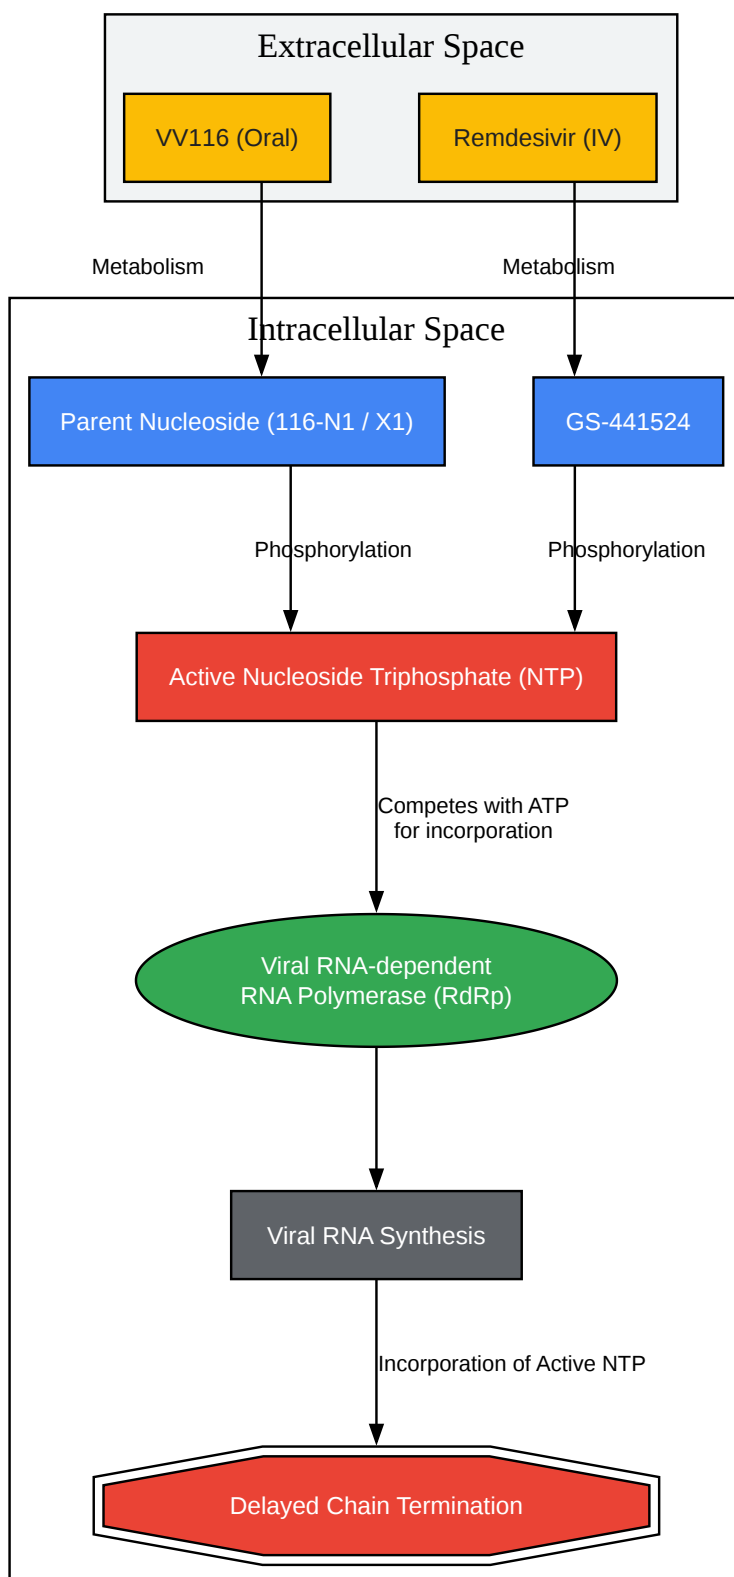 Extracellular Space
VV116 (Oral)
Remdesivir (IV)
Metabolism
Metabolism
Intracellular Space
Parent Nucleoside (116-N1 / X1)
GS-441524
Phosphorylation
Phosphorylation
Active Nucleoside Triphosphate (NTP)
Competes with ATP
for incorporation
Viral RNA-dependent
RNA Polymerase (RdRp)
Viral RNA Synthesis
Incorporation of Active NTP
Delayed Chain Termination